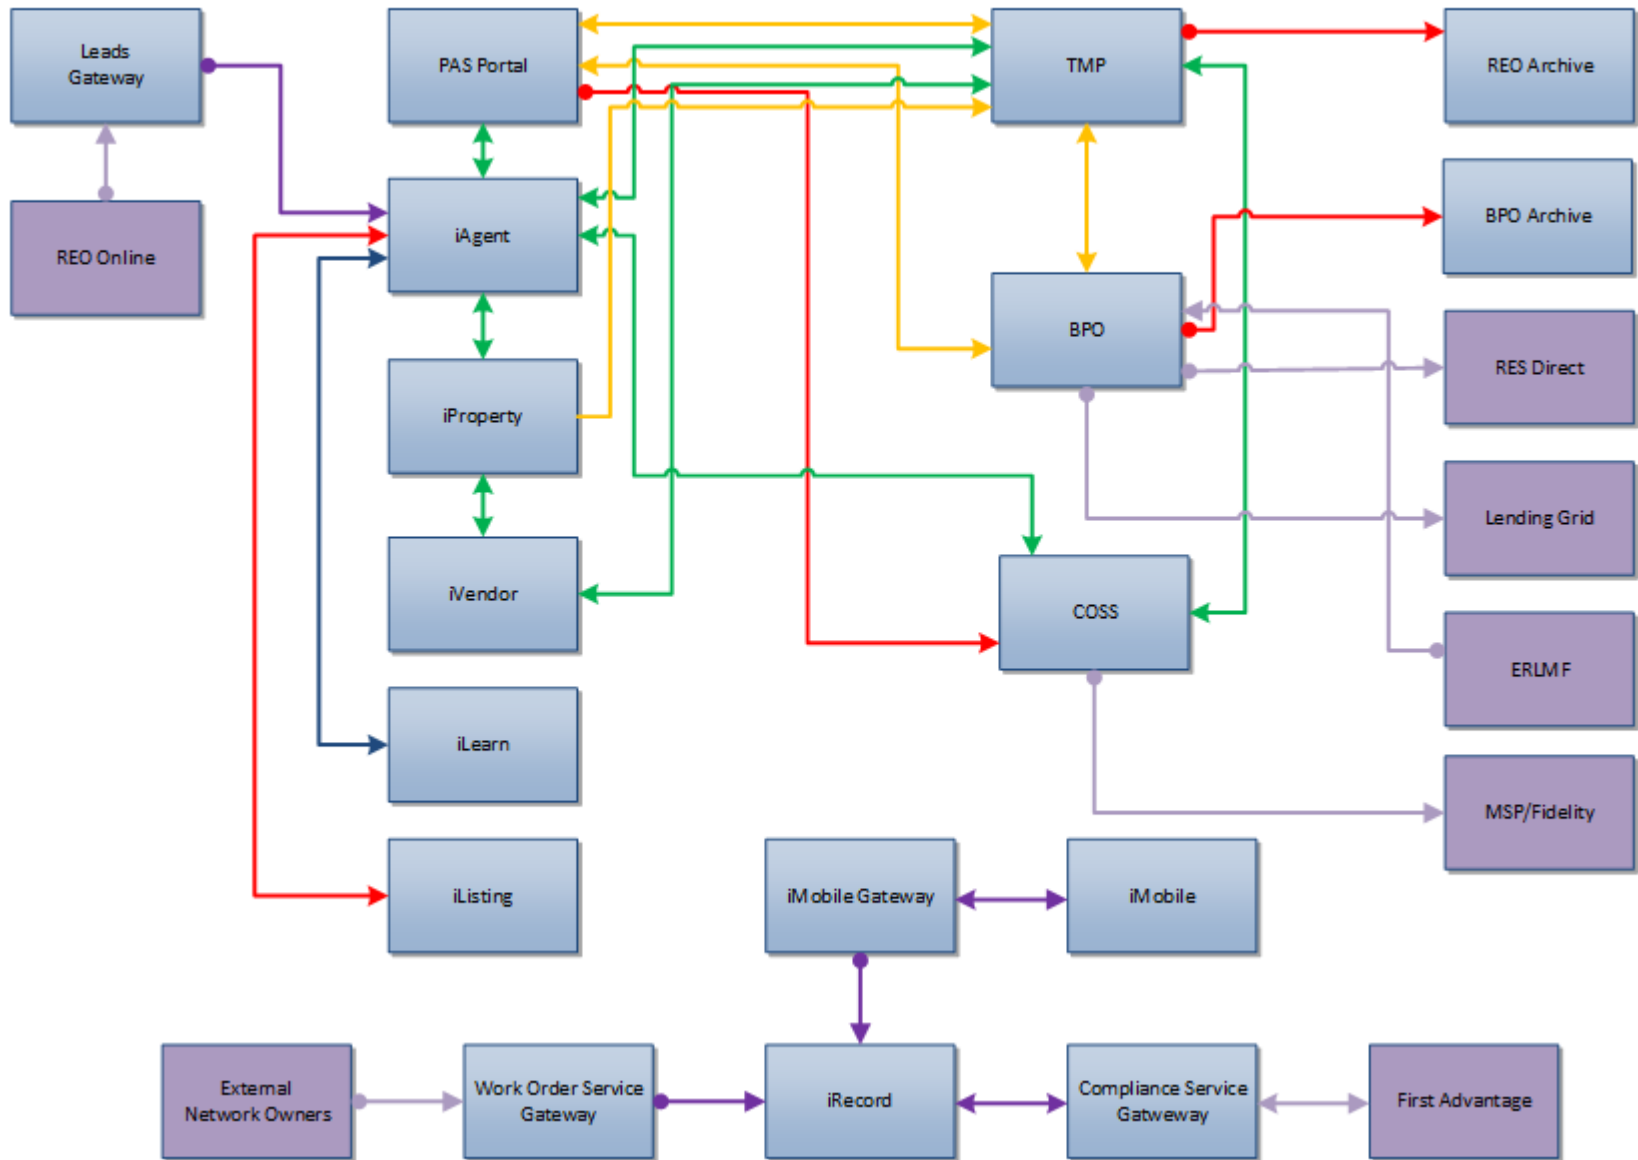 Leads
Gateway
PAS Portal
TMP
REO Archive
REO Online
iAgent
BPO Archive
BPO
RES Direct
iProperty
Lending Grid
iVendor
COSS
ERLMF
iLearn
MSP/Fidelity
iListing
iMobile Gateway
iMobile
External
Network Owners
Work Order Service
Gateway
iRecord
Compliance Service
Gatweway
First Advantage